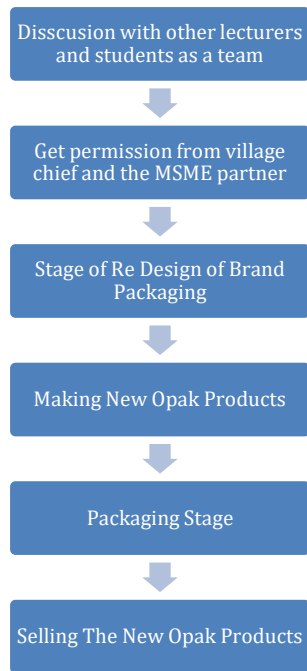 Disscusion with other lecturers
and students as a team
Get permission from village
chief and the MSME partner
Stage of Re Design of Brand
Packaging
Making New Opak Products
Packaging Stage
Selling The New Opak Products